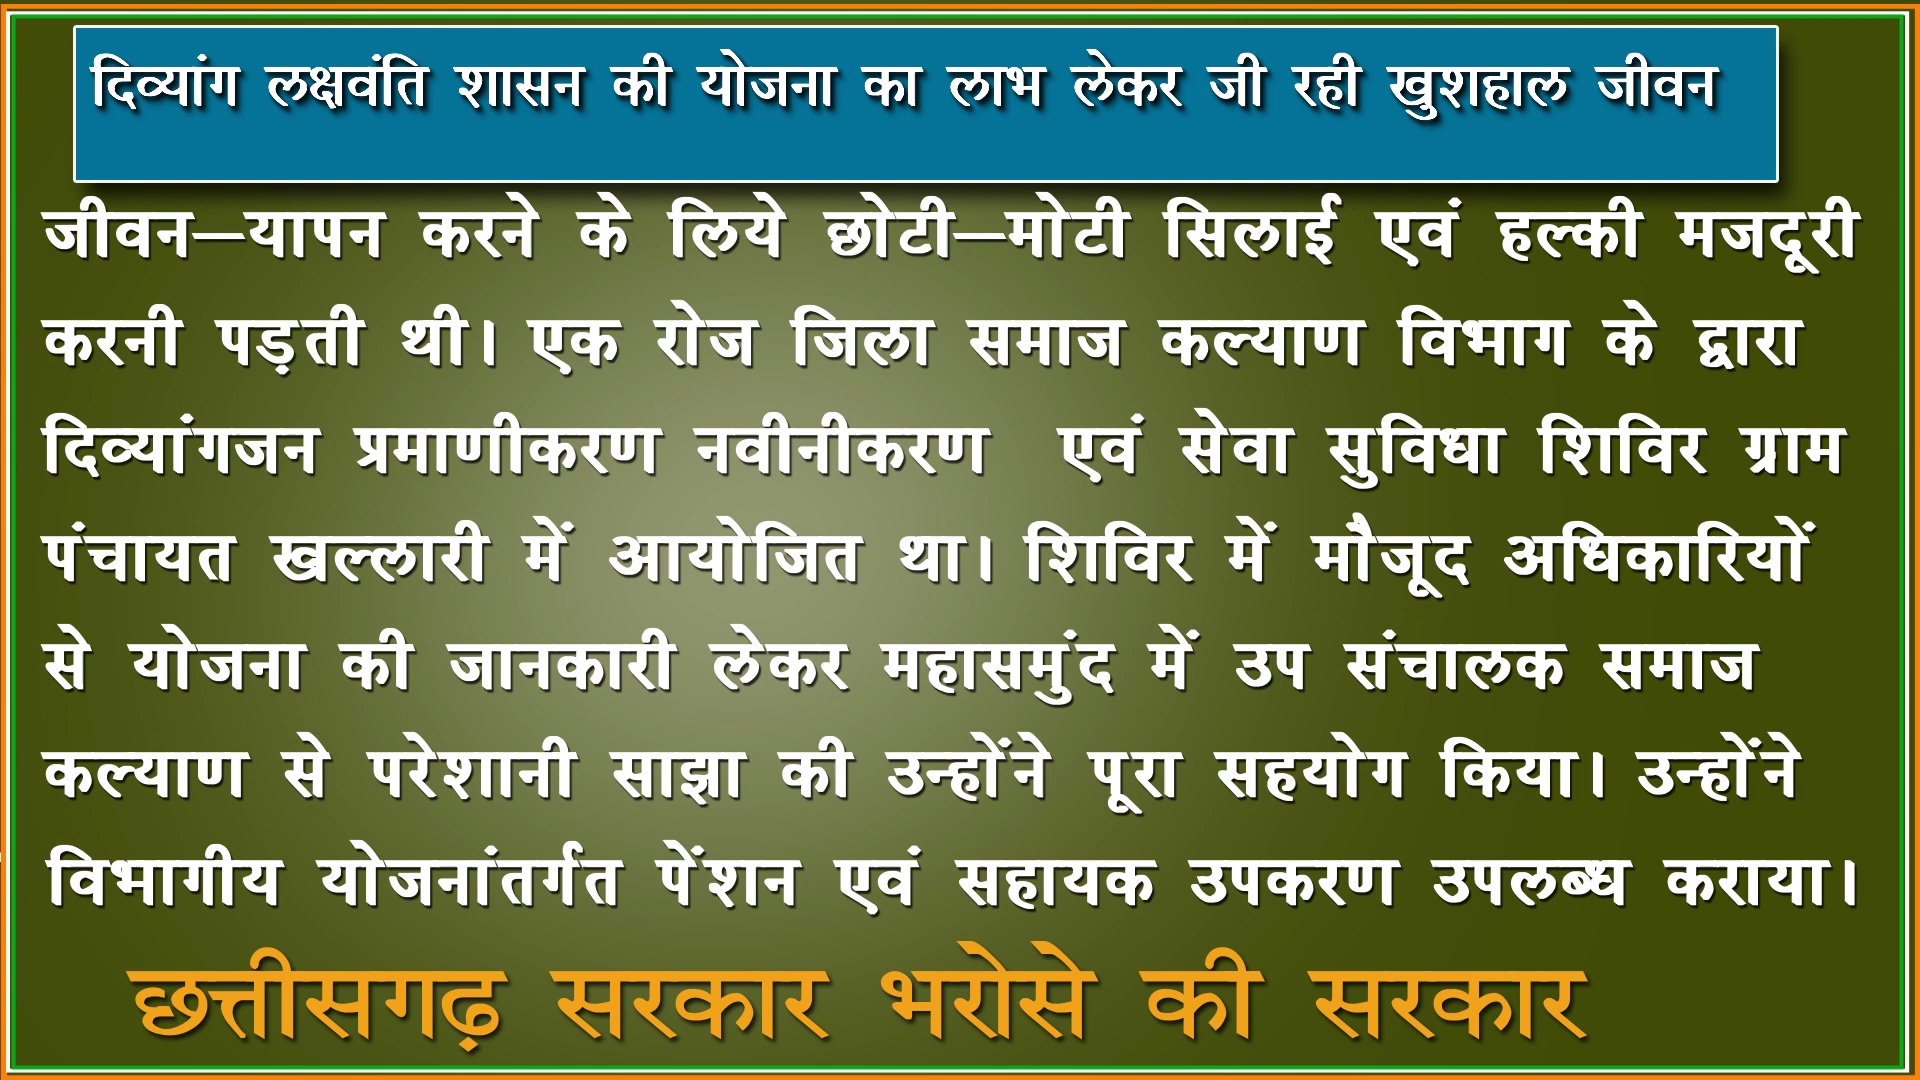 दिव्यांग लक्षवंति शासन की योजना का लाभ लेकर जी रही खुशहाल जीवन
जीवन–यापन करने के लिये छोटी–मोटी सिलाई एवं हल्की मजदूरी
करनी पड़ती थी। एक रोज जिला समाज कल्याण विभाग के द्वारा
दिव्यांगजन प्रमाणीकरण नवीनीकरण एवं सेवा सुविधा शिविर ग्राम
पंचायत खल्लारी में आयोजित था। शिविर में मौजूद अधिकारियों
से योजना की जानकारी लेकर महासमुंद में उप संचालक समाज
कल्याण से परेशानी साझा की उन्होंने पूरा सहयोग किया। उन्होंने
विभागीय योजनांतर्गत पेंशन एवं सहायक उपकरण उपलब्ध कराया।
छत्तीसगढ़ सरकार भरोसे की सरकार